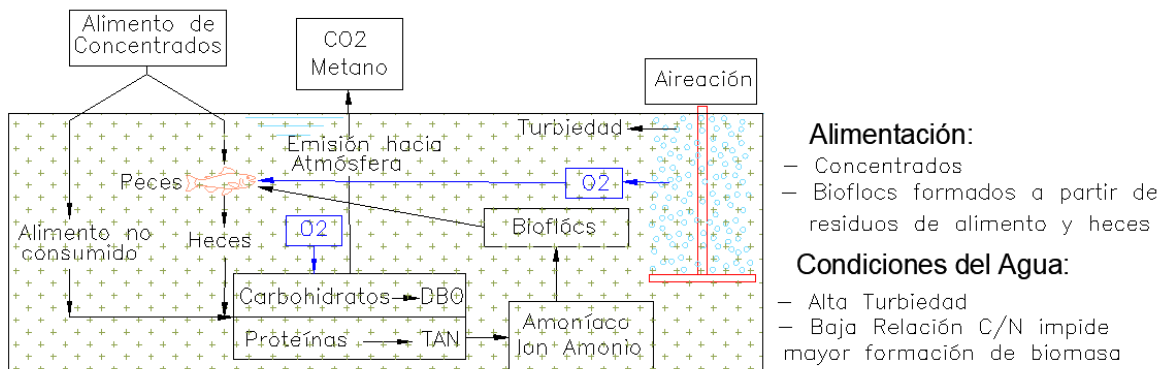 Alimento de
Concentrados
CO2
Metano
Aireación
Turbiedad
Emisión hacia
Atmósfera
Peces
O2
O2
Bioflócs
Alimento no
consumido
Heces
Carbohidratos
DBO
Proteínas
TAN
Amoníaco
Ion Amonio
Alimentación:
- Concentrados
- Bioflocs formados a partir de
residuos de alimento y heces
Condiciones del Agua:
- Alta Turbiedad
- Baja Relación C/N impide
mayor formación de biomasa